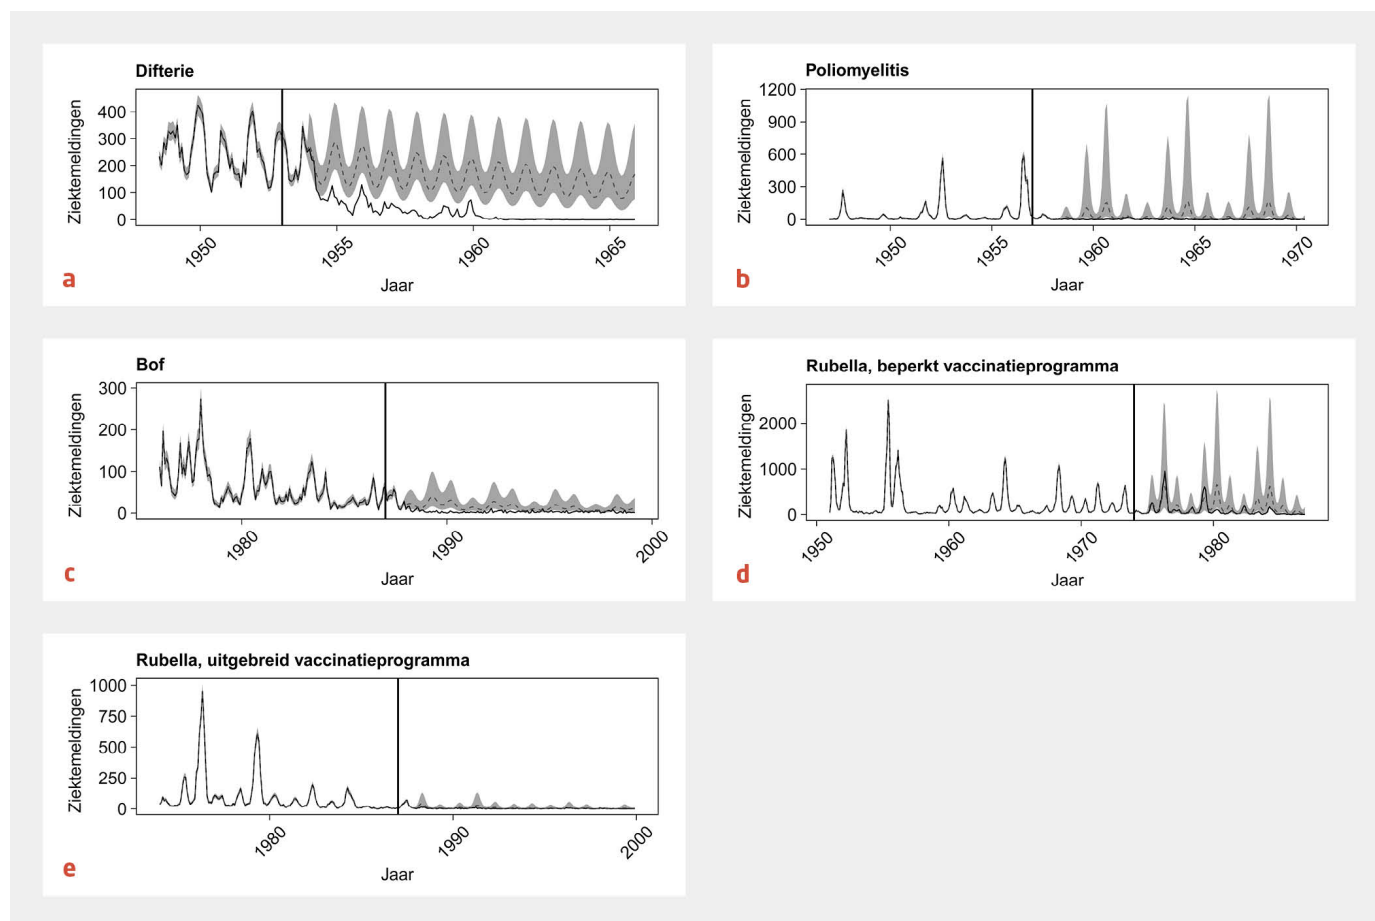 Difterie
Ziektemeldingen
400
300
200
100
0
1950
1955
1960
1965
Jaar
a
Poliomyelitis
Ziektemeldingen
1200
900
600
300
0
1950
1955
1960
1965
1970
Jaar
b
Bof
Ziektemeldingen
300
200
100
0
1980
1990
2000
Jaar
c
Rubella, beperkt vaccinatieprogramma
Ziektemeldingen
2000
1000
0
1950
1960
1970
1980
Jaar
d
Rubella, uitgebreid vaccinatieprogramma
Ziektemeldingen
1000
750
500
250
0
1980
1990
2000
Jaar
e